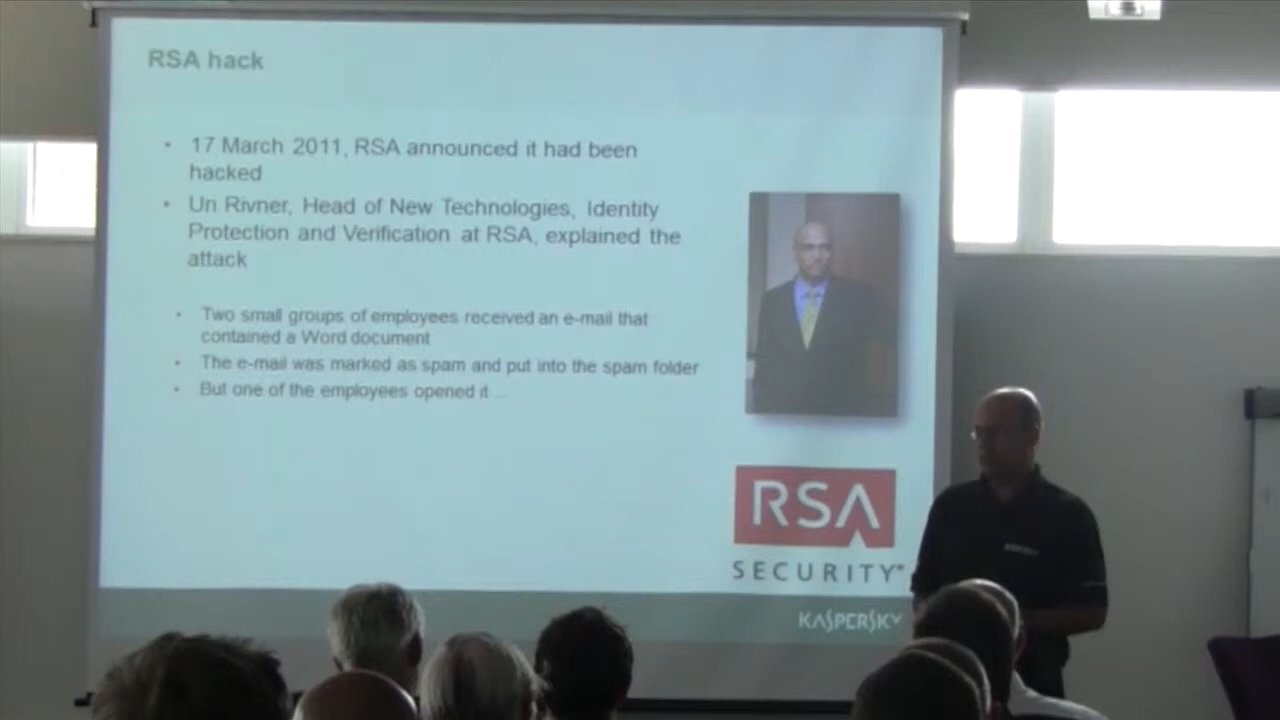 RSA hack
• 17 March 2011, RSA announced it had been
hacked
• Uri Rivner, Head of New Technologies, Identity
Protection and Verification at RSA, explained the
attack
• Two small groups of employees received an e-mail that
contained a Word document
• The e-mail was marked as spam and put into the spam folder
• But one of the employees opened it ...
RSA
SECURITY
KASPERSKY